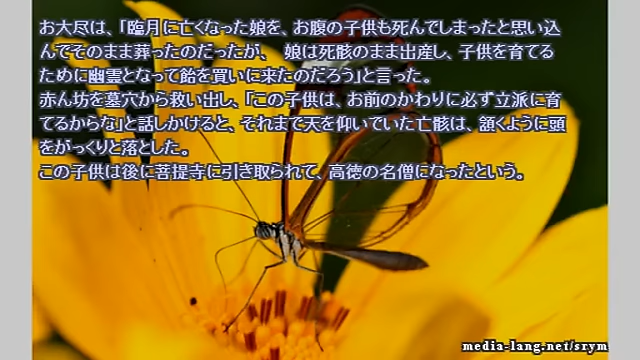 お大尽は、「臨月に亡くなった娘を、お腹の子供も死んでしまったと思い込
んでそのまま葬ったのだったが、 娘は死骸のまま出産し、子供を育てる
ために幽霊となって飴を買いに来たのだろう」と言った。
赤ん坊を墓穴から救い出し、「この子供は、お前のかわりに必ず立派に育
てるからな」と話しかけると、それまで天を仰いでいた亡骸は、頷くように頭
をがっくりと落とした。
この子供は後に菩提寺に引き取られて、高徳の名僧になったという。
media-lang.net/srym